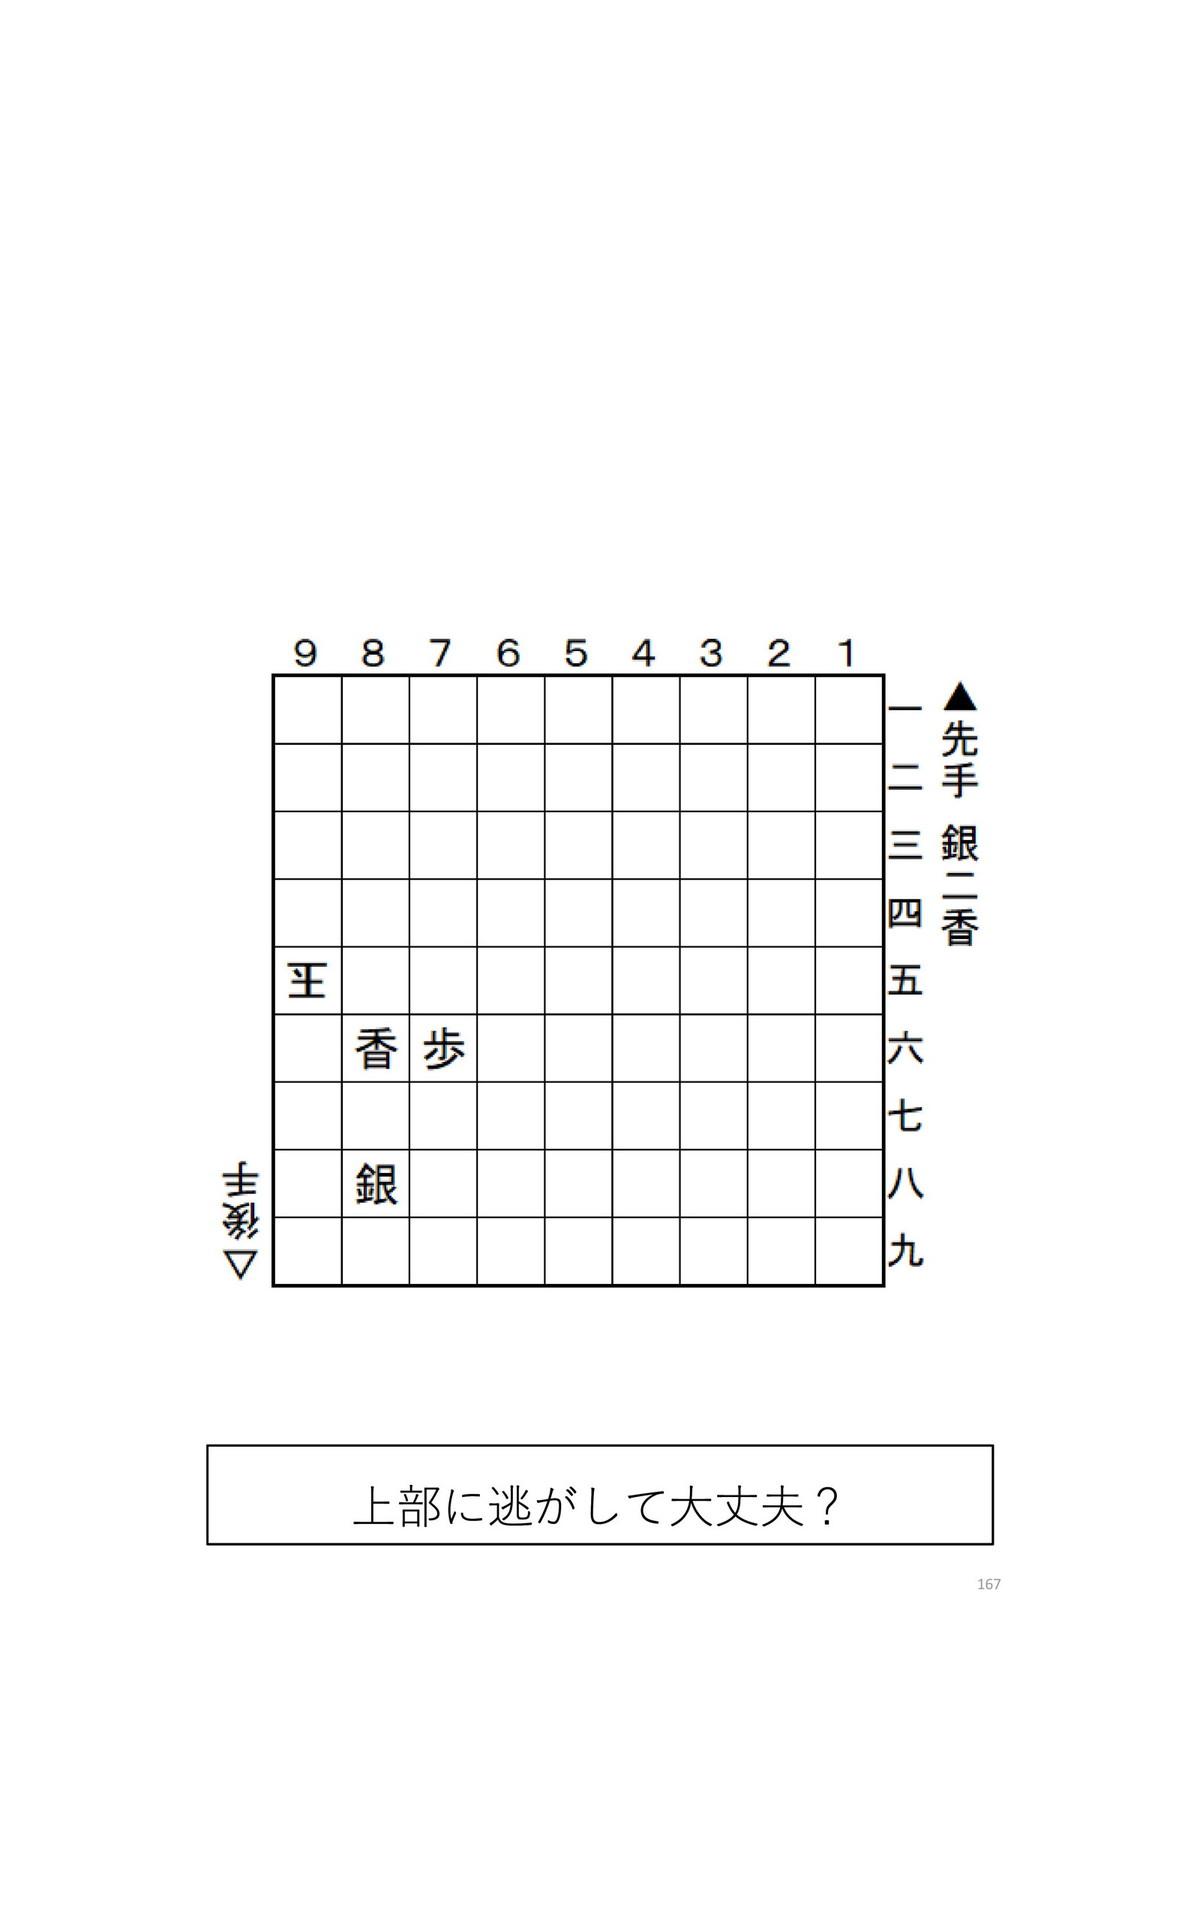 9 8 7 6 5 4 3 2 1
一
二
三
四
王 五
香 歩 六
七
銀 八
九
▲先手 銀二香
△後手
上部に逃がして大丈夫？
167